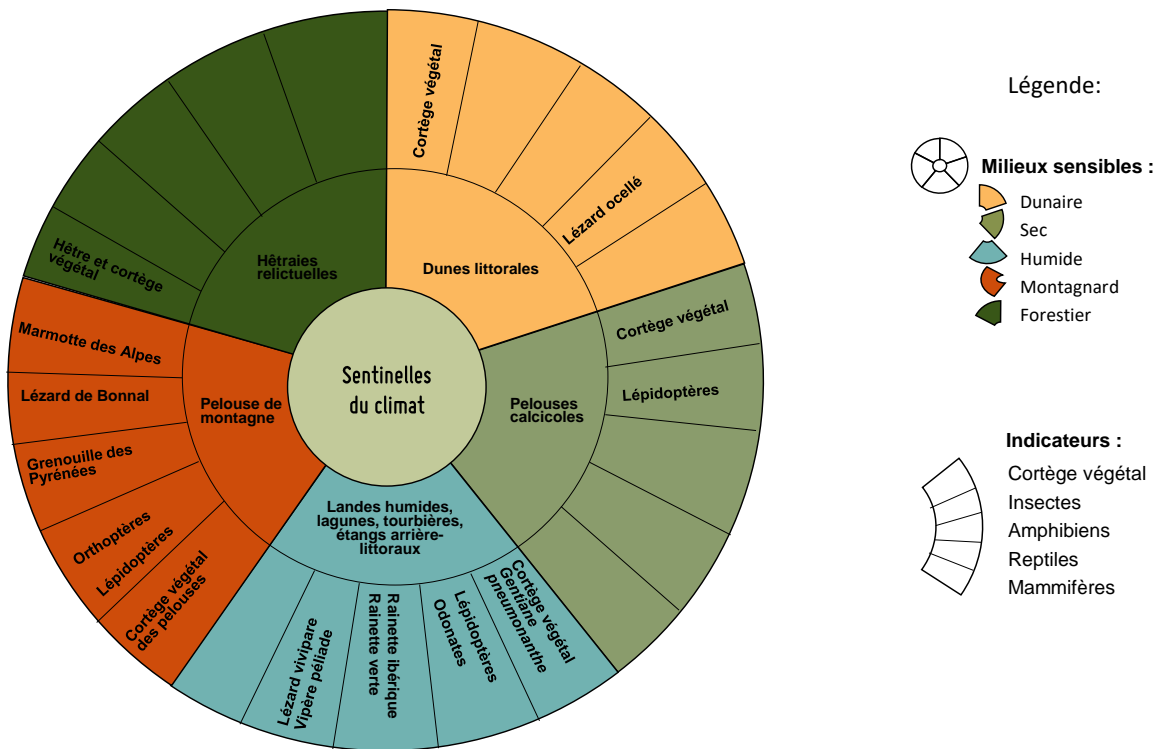 Sentinelles
du climat
Dunes littorales
Cortège végétal
Lézard ocellé
Pelouses
calcicoles
Cortège végétal
Lépidoptères
Landes humides,
lagunes, tourbières,
étangs arrière-
littoraux
Cortège végétal
Gentiane
pneumonanthe
Lépidoptères
Odonates
Rainette ibérique
Rainette verte
Lézard vivipare
Vipère péliade
Pelouse de
montagne
Cortège végétal
des pelouses
Lépidoptères
Orthoptères
Grenouille des
Pyrénées
Lézard de Bonnal
Marmotte des Alpes
Hêtraies
relictuelles
Hêtre et cortège
végétal
Légende:
Milieux sensibles :
Dunaire
Sec
Humide
Montagnard
Forestier
Indicateurs :
Cortège végétal
Insectes
Amphibiens
Reptiles
Mammifères